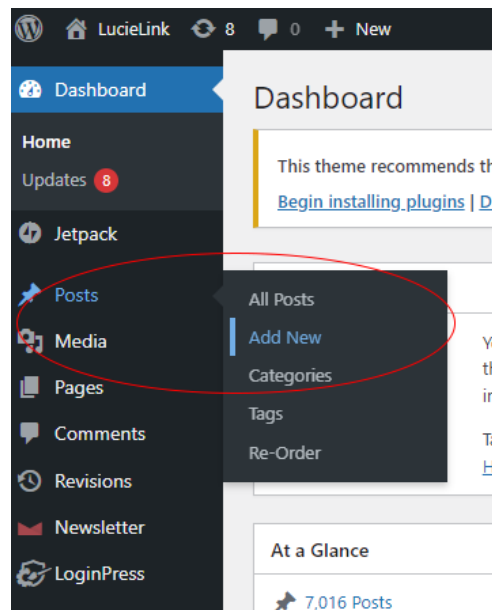 LucieLink 8 0 + New
Dashboard
Dashboard
Home
Updates 8
This theme recommends th
Begin installing plugins | D
Jetpack
Posts
All Posts
Add New
Categories
Tags
Re-Order
Media
Pages
Comments
Revisions
Newsletter
LoginPress
At a Glance
7,016 Posts